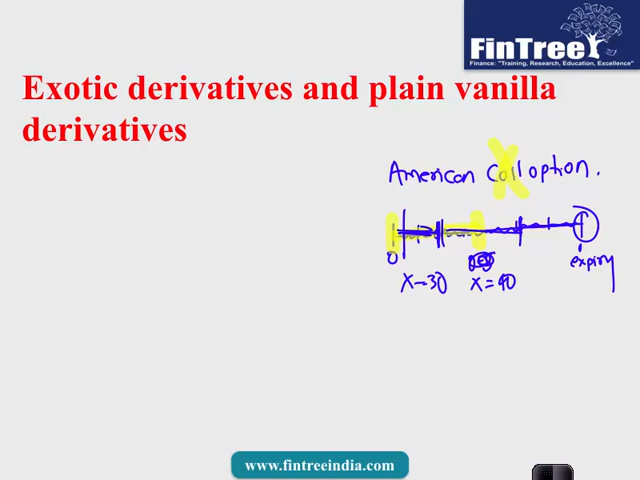 FinTree
Finance: "Training, Research, Education, Excellence"
Exotic derivatives and plain vanilla
derivatives
American Call option.
0
expiry
X=30
X=40
www.fintreeindia.com